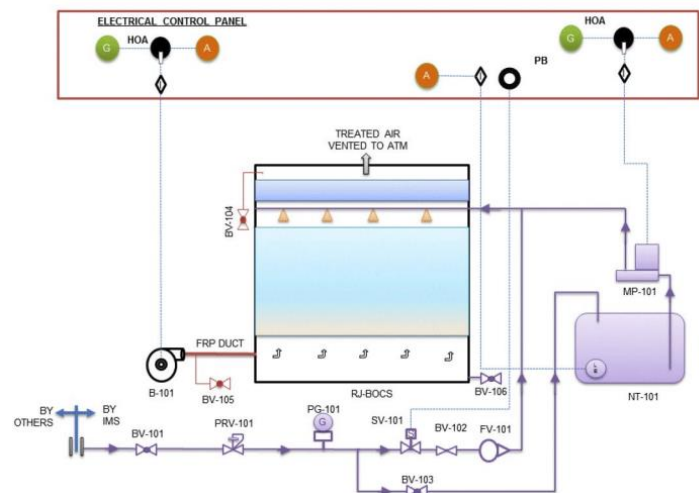 ELECTRICAL CONTROL PANEL
HOA
G
A
A
PB
HOA
G
A
TREATED AIR
VENTED TO ATM
BV-104
MP-101
FRP DUCT
B-101
BV-105
RJ-BOCS
BV-106
NT-101
BY
OTHERS
BY
IMS
BV-101
PRV-101
PG-101
G
SV-101
BV-102
FV-101
BV-103